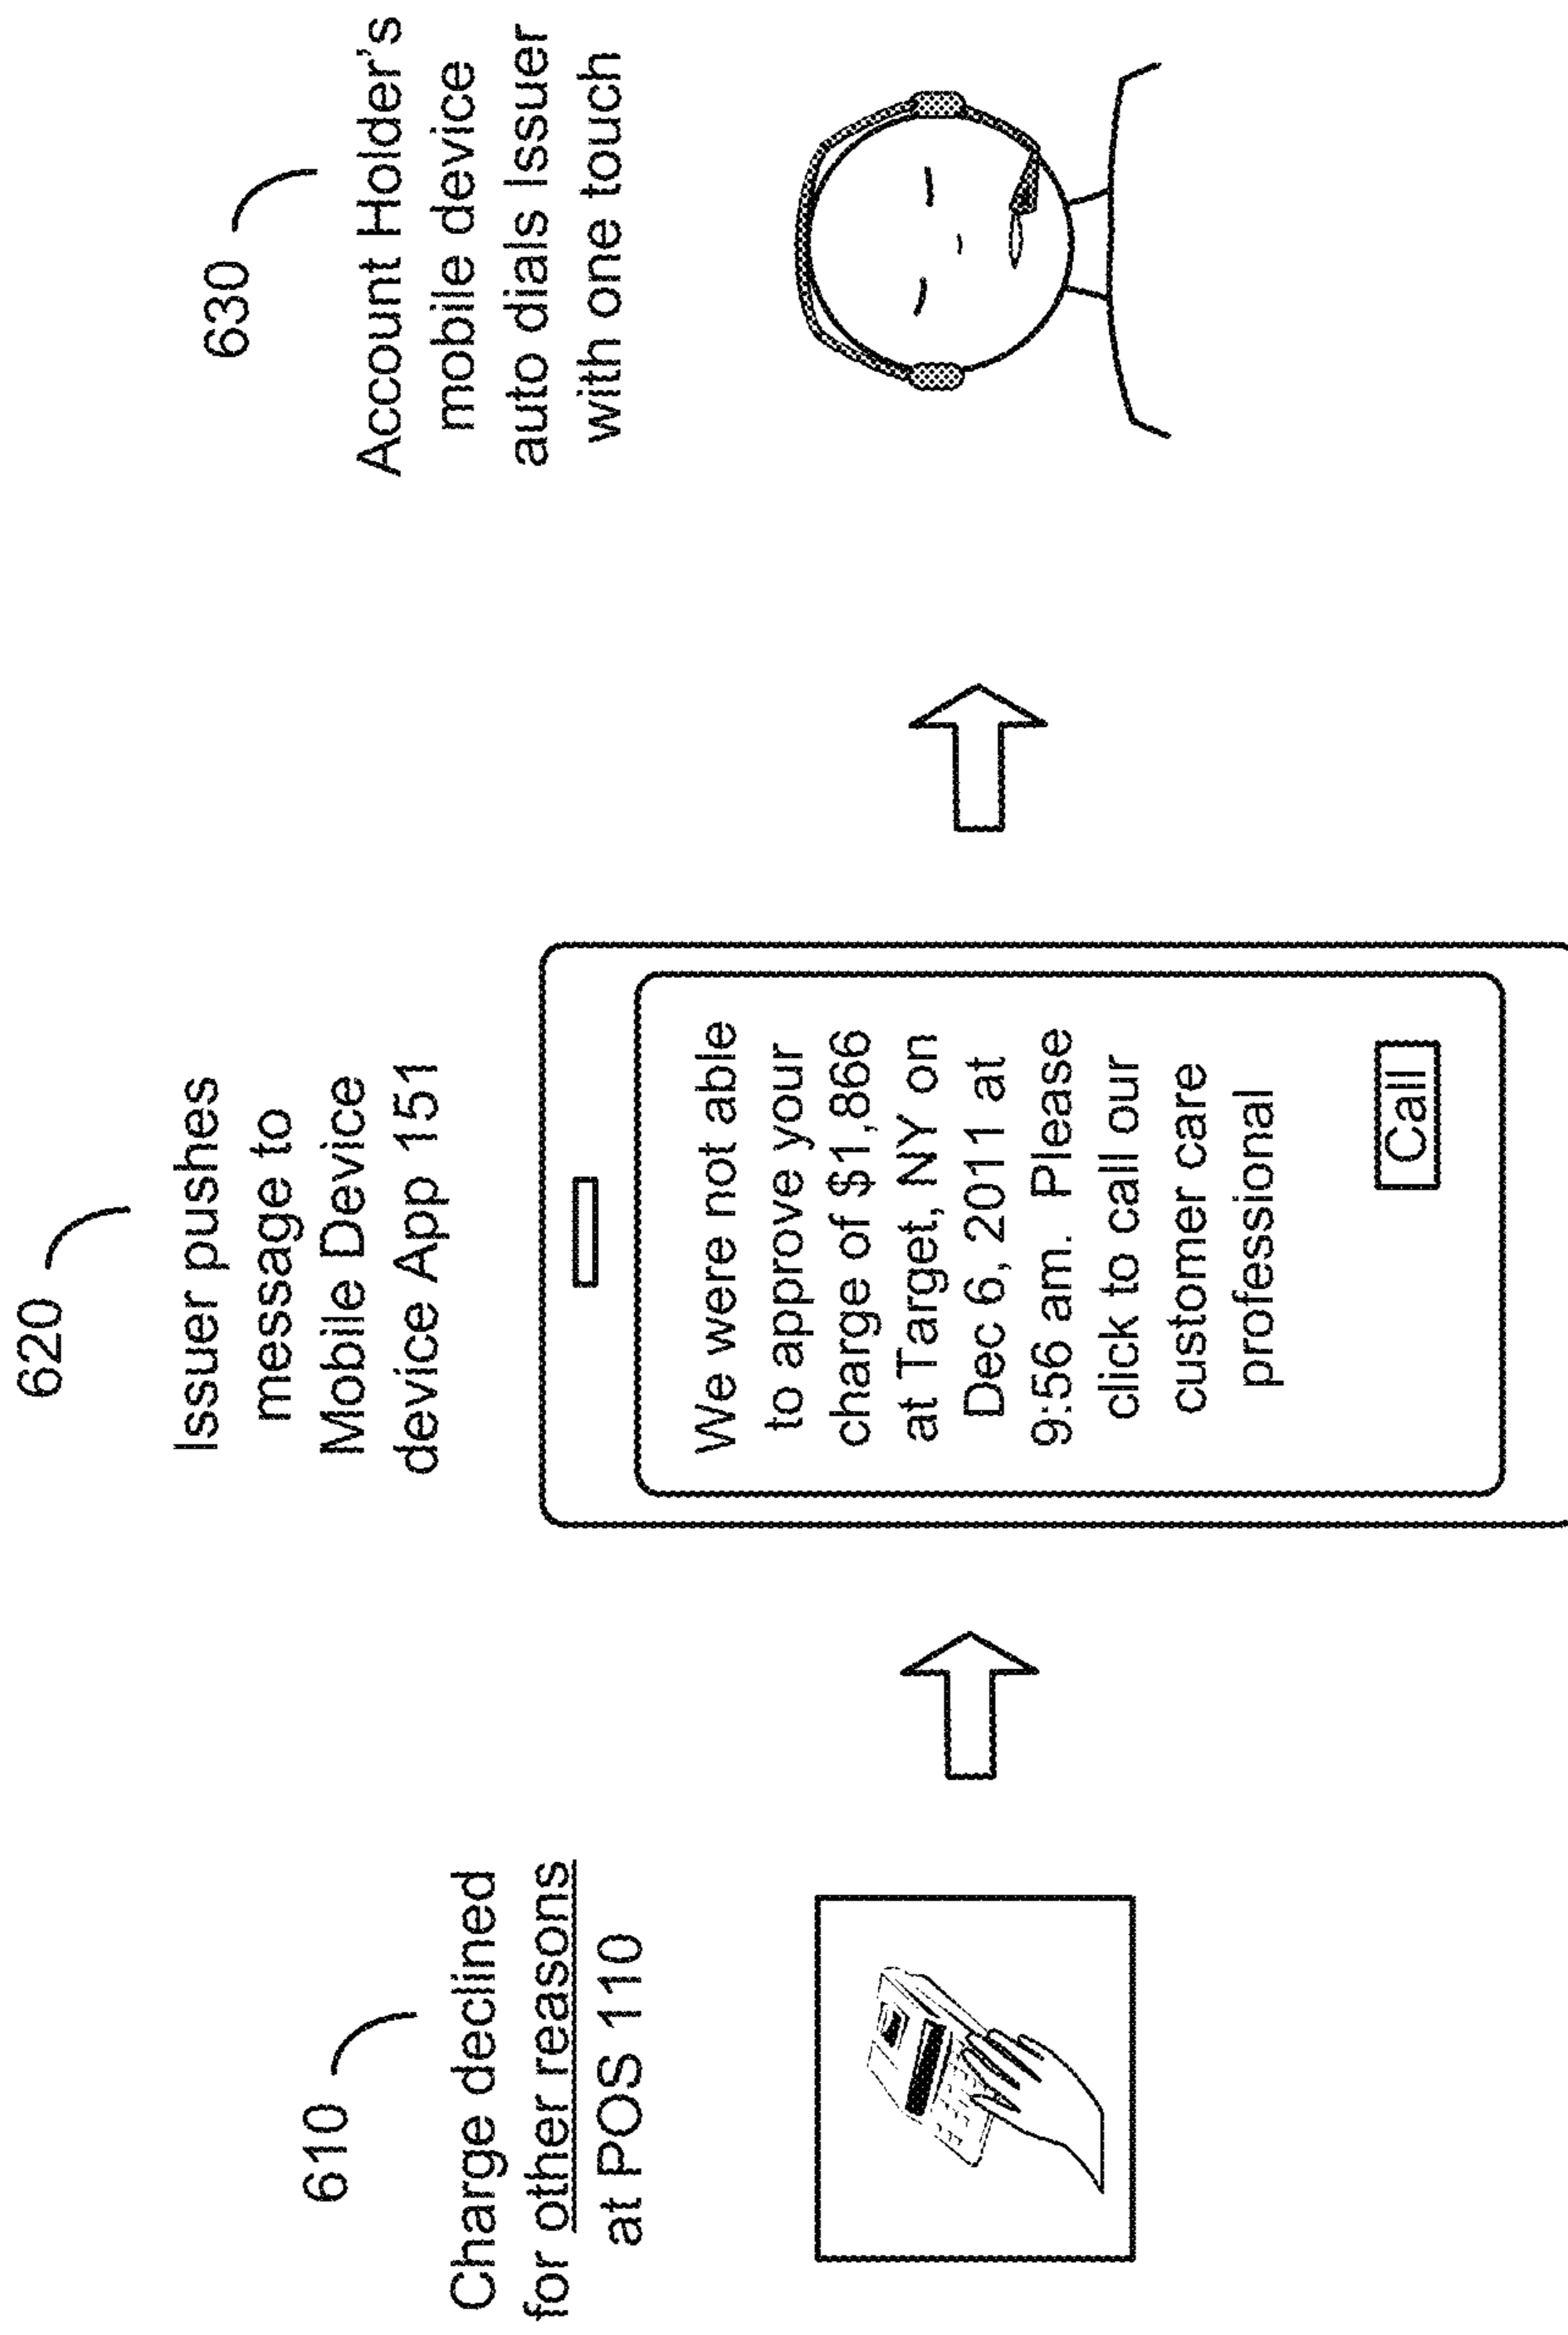 610
Charge declined
for other reasons
at POS 110
620
Issuer pushes
message to
Mobile Device
device App 151
We were not able
to approve your
charge of $1,866
at Target, NY on
Dec 6, 2011 at
9:56 am. Please
click to call our
customer care
professional
Call
630
Account Holder's
mobile device
auto dials Issuer
with one touch